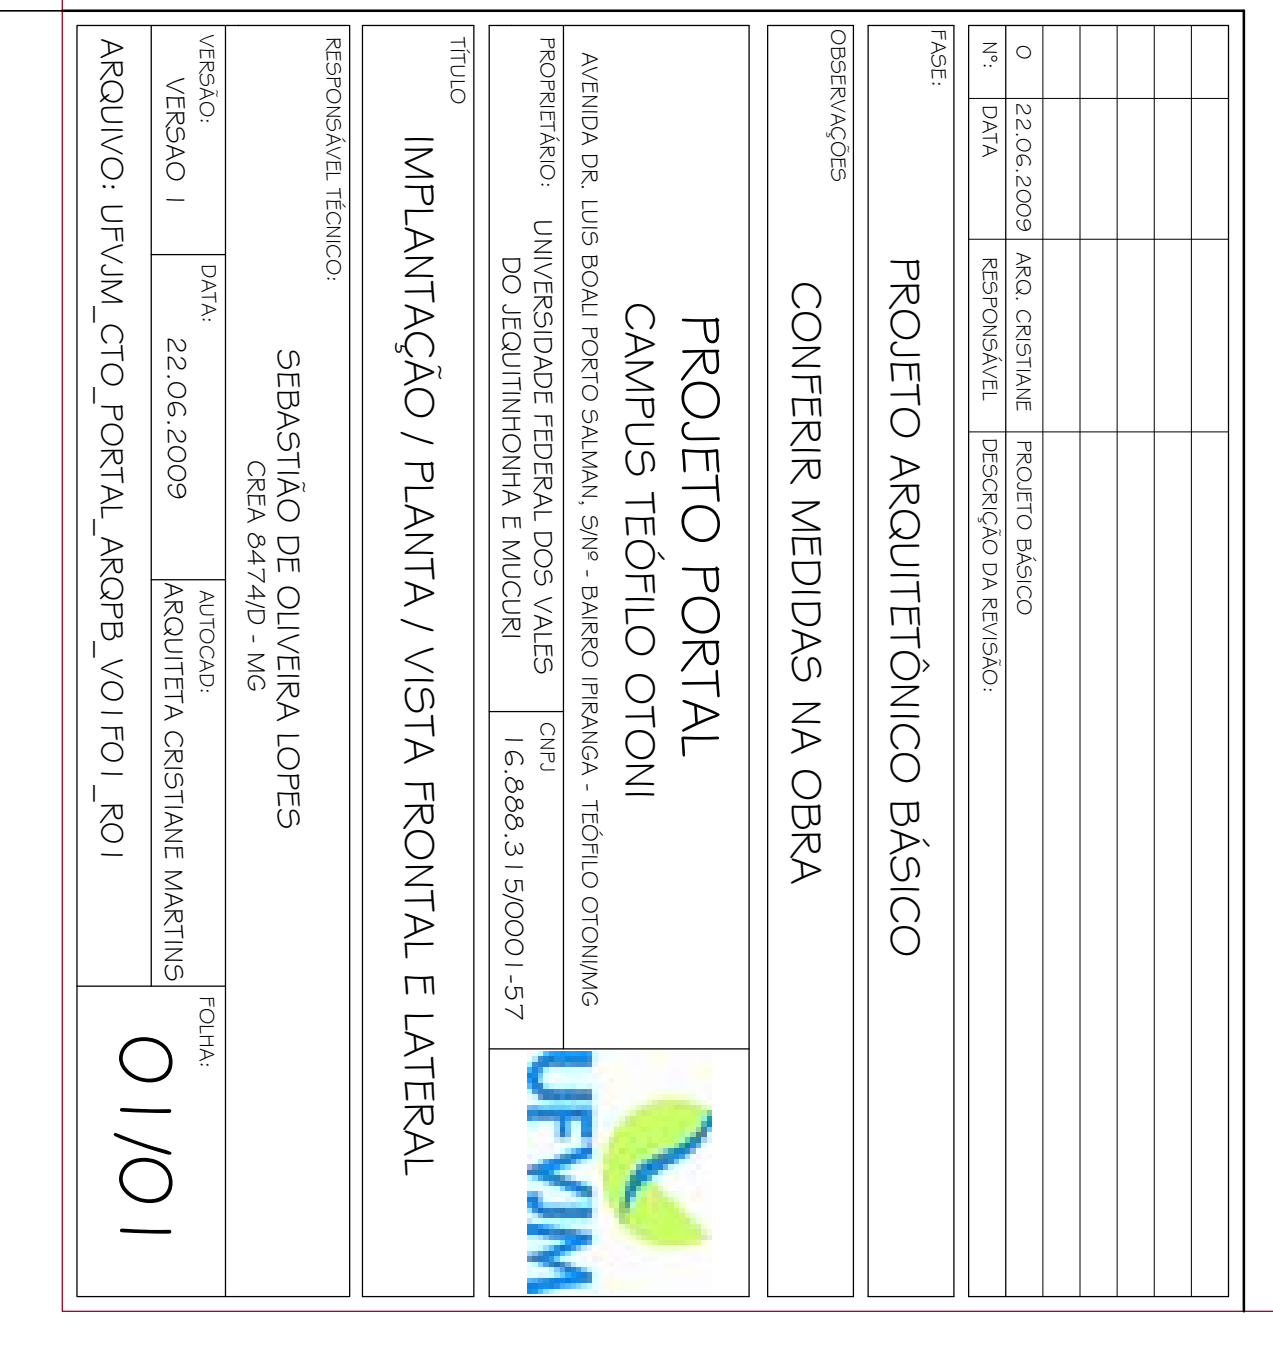 0 22.06.2009 ARQ. CRISTIANE PROJETO BÁSICO
Nº: DATA RESPONSÁVEL DESCRIÇÃO DA REVISÃO:
FASE:
PROJETO ARQUITETÔNICO BÁSICO
OBSERVAÇÕES
CONFERIR MEDIDAS NA OBRA
PROJETO PORTAL
CAMPUS TEÓFILO OTONI
AVENIDA DR. LUIS BOALI PORTO SALMAN, S/Nº - BAIRRO IPIRANGA - TEÓFILO OTONI/MG
PROPRIETÁRIO: UNIVERSIDADE FEDERAL DOS VALES
DO JEQUITINHONHA E MUCURI
CNPJ
16.888.315/0001-57
UFVJM
TÍTULO
IMPLANTAÇÃO / PLANTA / VISTA FRONTAL E LATERAL
RESPONSÁVEL TÉCNICO:
SEBASTIÃO DE OLIVEIRA LOPES
CREA 8474/D - MG
VERSÃO:
VERSAO 1
DATA:
22.06.2009
AUTOCAD:
ARQUITETA CRISTIANE MARTINS
FOLHA:
01/01
ARQUIVO: UFVJM_CTO_PORTAL_ARQPB_V01F01_R01